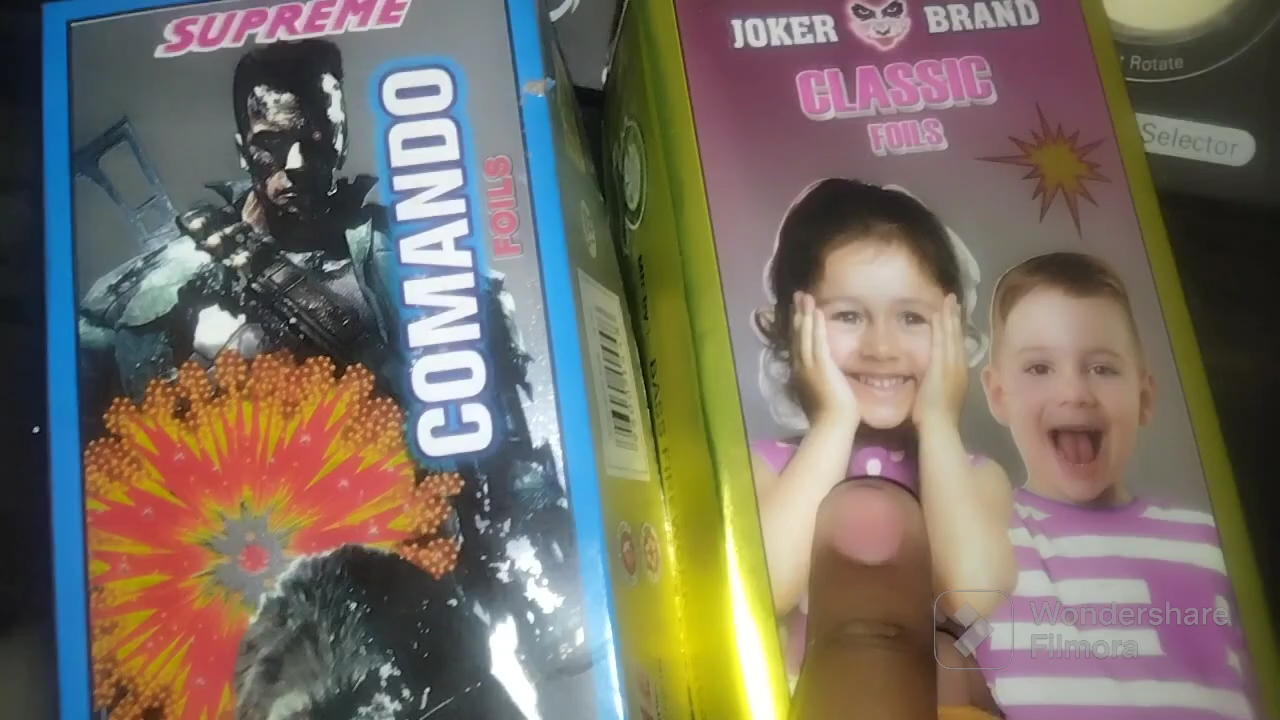 SUPREME
COMANDO
FOILS
JOKER BRAND
CLASSIC
FOILS
Rotate
Selector
Wondershare
Filmora